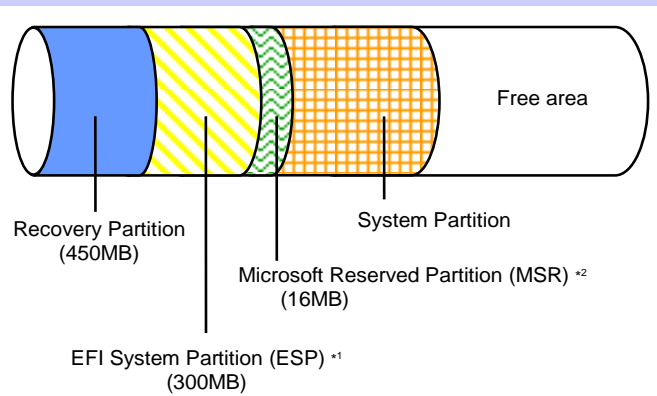 Free area
System Partition
Recovery Partition
(450MB)
Microsoft Reserved Partition (MSR) *2
(16MB)
EFI System Partition (ESP) *1
(300MB)